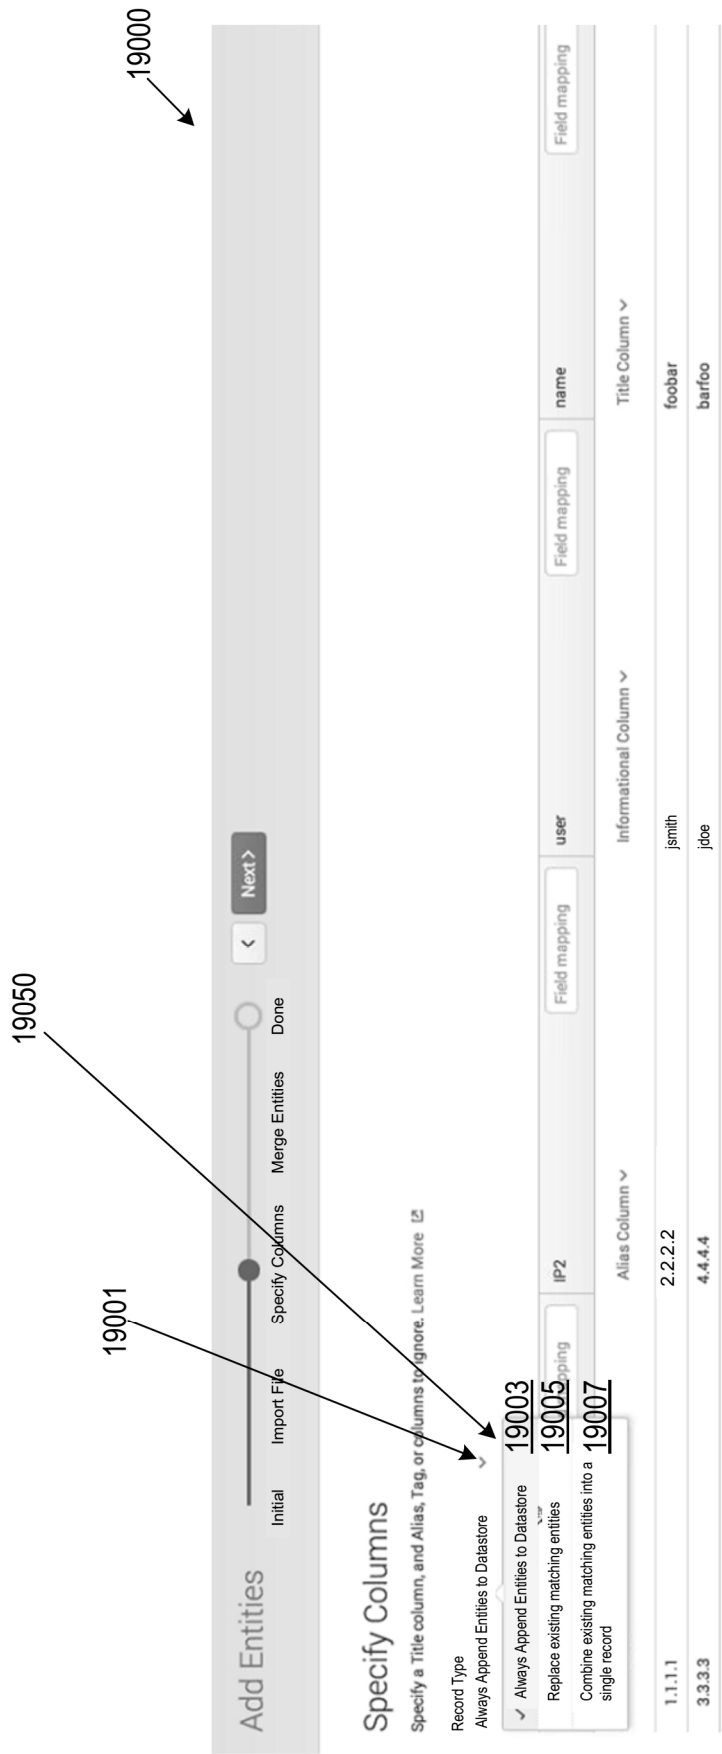 19000
19050
19001
Add Entities
Initial
Import File
Specify Columns
Merge Entities
Done
<
Next >
Specify Columns
Specify a Title column, and Alias, Tag, or columns to ignore. Learn More
Record Type
Always Append Entities to Datastore
✓ Always Append Entities to Datastore 19003
Replace existing matching entities 19005
Combine existing matching entities into a 19007
single record
IP2
Field mapping
user
Field mapping
name
Field mapping
Alias Column
Informational Column
Title Column
1.1.1.1 2.2.2.2 jsmith foobar
3.3.3.3 4.4.4.4 jdoe barfoo